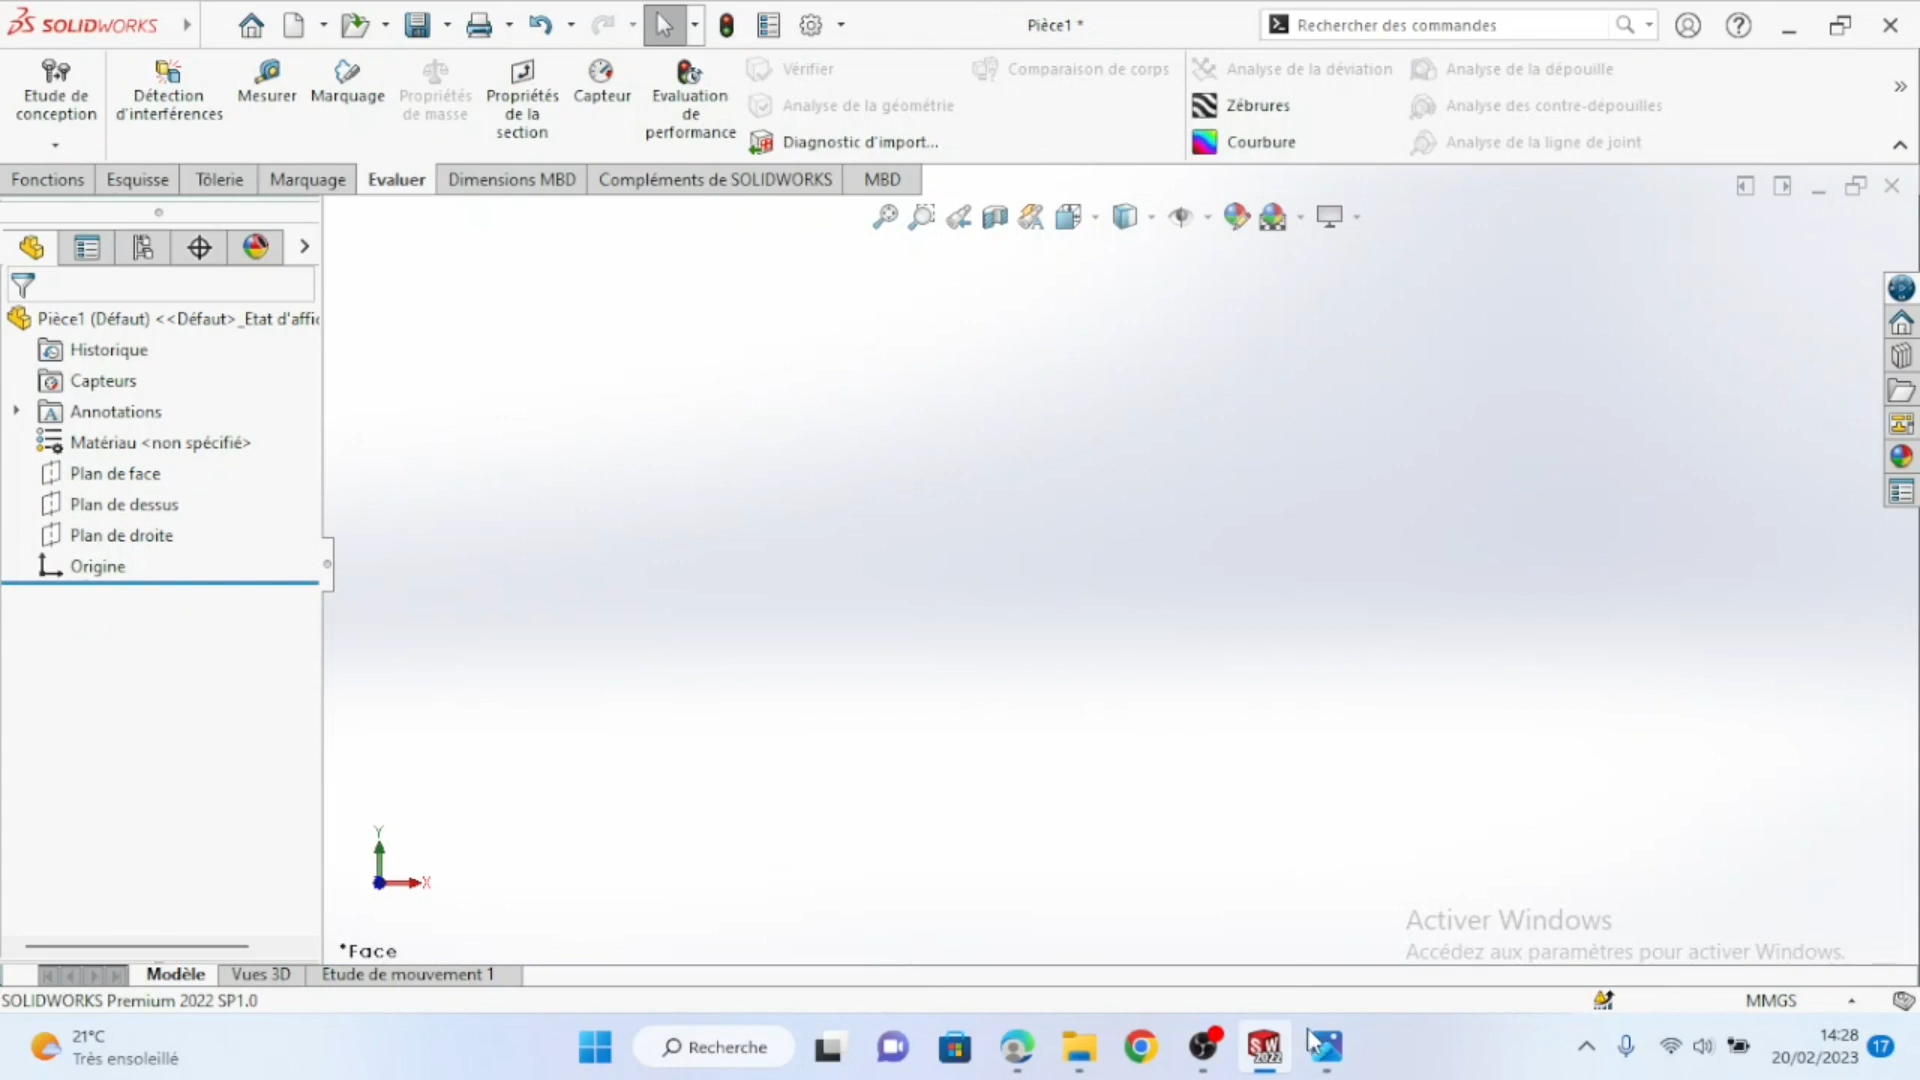 SOLIDWORKS
Pièce1 *
Rechercher des commandes
Etude de conception
Détection d'interférences
Mesurer
Marquage
Propriétés de masse
Propriétés de la section
Capteur
Evaluation de performance
Vérifier
Analyse de la géométrie
Diagnostic d'import...
Comparaison de corps
Analyse de la déviation
Zébrures
Courbure
Analyse de la dépouille
Analyse des contre-dépouilles
Analyse de la ligne de joint
Fonctions
Esquisse
Tôlerie
Marquage
Evaluer
Dimensions MBD
Compléments de SOLIDWORKS
MBD
Pièce1 (Défaut) <<Défaut>_Etat d'affic
Historique
Capteurs
Annotations
Matériau <non spécifié>
Plan de face
Plan de dessus
Plan de droite
Origine
Y
X
*Face
Activer Windows
Accédez aux paramètres pour activer Windows.
Modèle
Vues 3D
Etude de mouvement 1
SOLIDWORKS Premium 2022 SP1.0
MMGS
21°C
Très ensoleillé
Recherche
SW
2022
14:28
20/02/2023
17